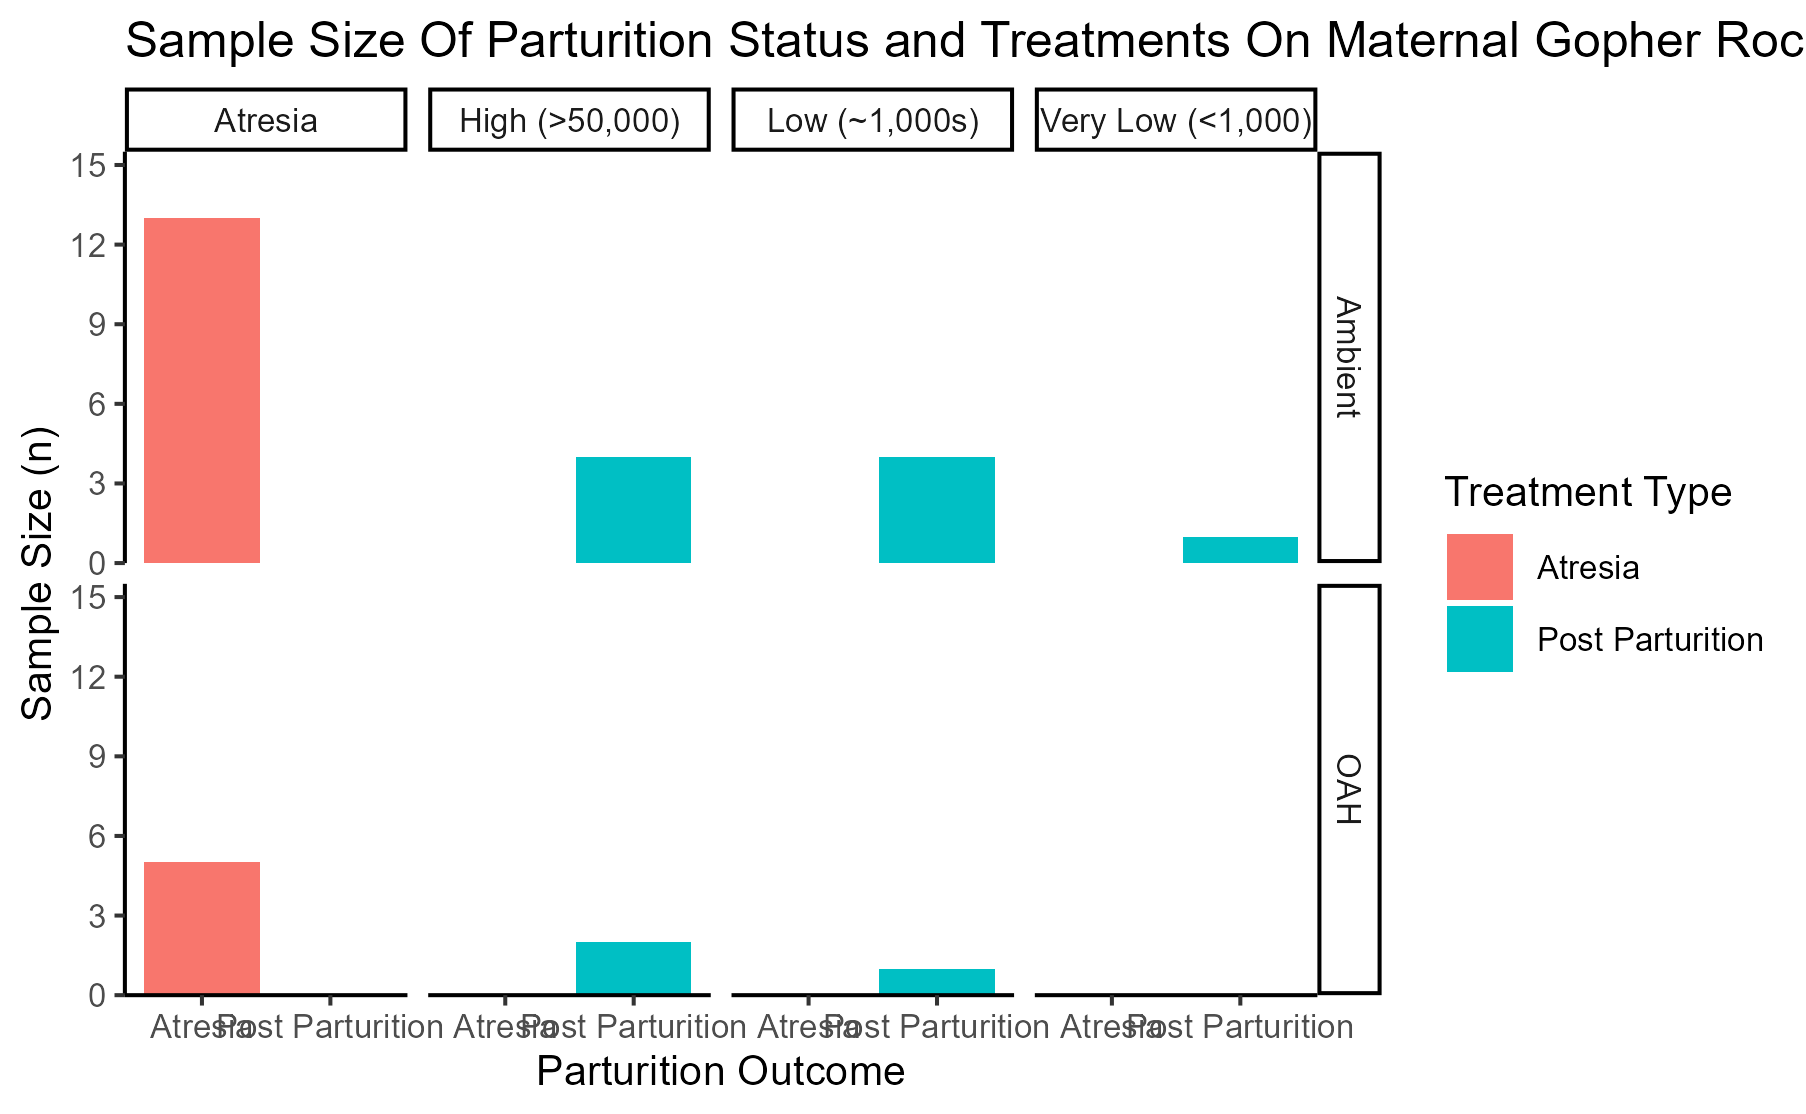 Sample Size Of Parturition Status and Treatments On Maternal Gopher Roc
Atresia
High (>50,000)
Low (~1,000s)
Very Low (<1,000)
15
12
9
6
3
0
Ambient
15
12
9
6
3
0
OAH
Sample Size (n)
Atresia Post Parturition Atresia Post Parturition Atresia Post Parturition Atresia Post Parturition
Parturition Outcome
Treatment Type
Atresia
Post Parturition